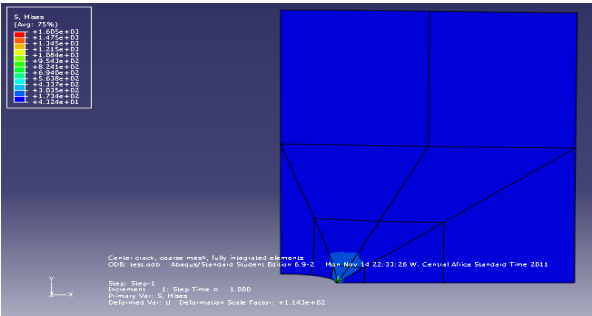 S, Mises
(Avg: 75%)
+1.605e+03
+1.475e+03
+1.345e+03
+1.215e+03
+1.084e+03
+9.543e+02
+8.241e+02
+6.940e+02
+5.638e+02
+4.337e+02
+3.035e+02
+1.734e+02
+4.324e+01
Center crack, coarse mesh, fully integrated elements
ODB: test.odb Abaqus/Standard Student Edition 6.9-2 Mon Nov 14 22:33:26 W. Central Africa Standard Time 2011
Y
X
Step: Step-1
Increment 1: Step Time = 1.000
Primary Var: S, Mises
Deformed Var: U Deformation Scale Factor: +1.143e+02